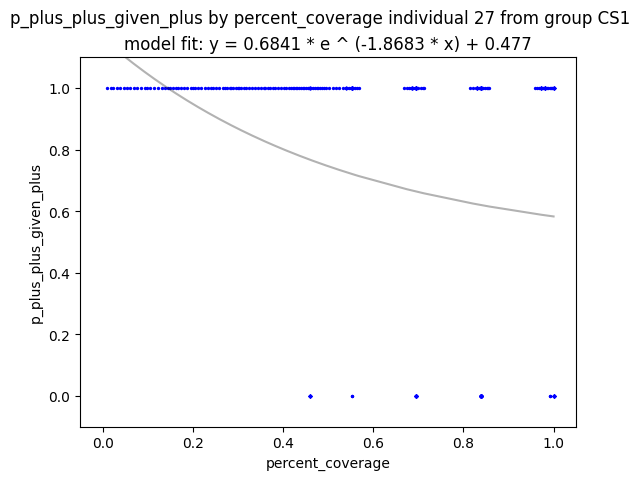 p_plus_plus_given_plus by percent_coverage individual 27 from group CS1
model fit: y = 0.6841 * e ^ (-1.8683 * x) + 0.477
1.0
0.8
0.6
0.4
0.2
0.0
p_plus_plus_given_plus
0.0 0.2 0.4 0.6 0.8 1.0
percent_coverage